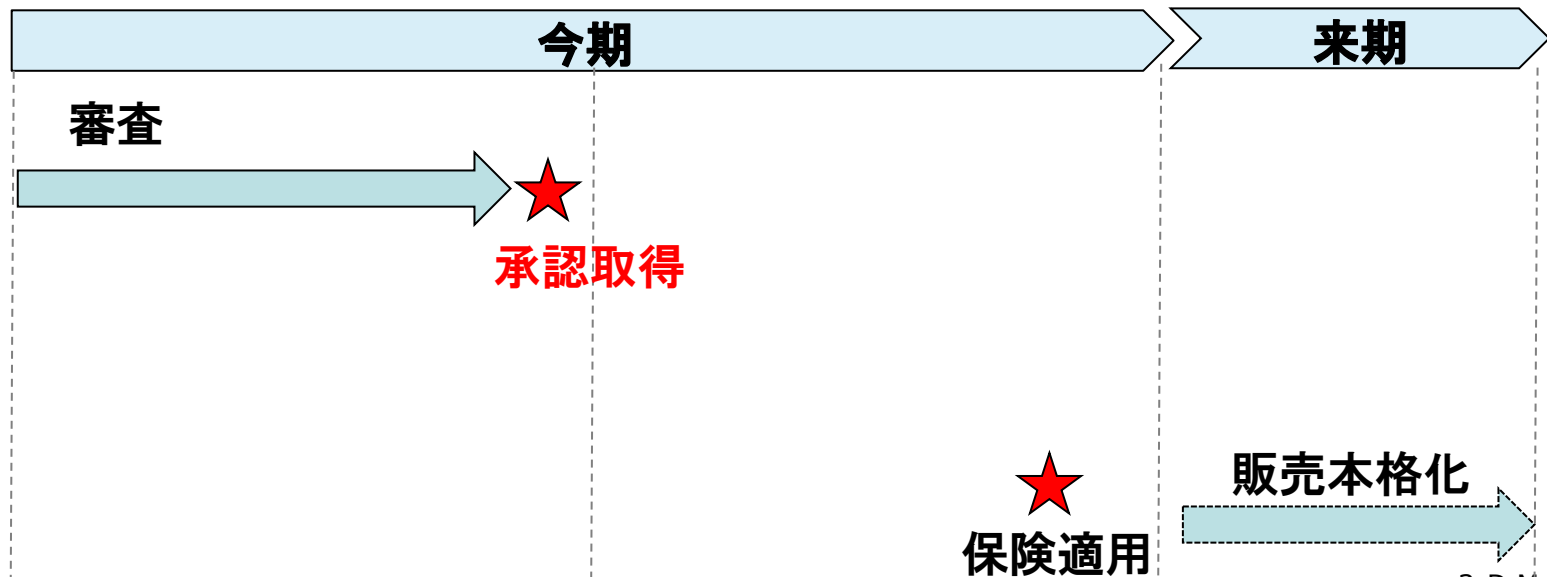 今期
来期
審査
承認取得
販売本格化
保険適用